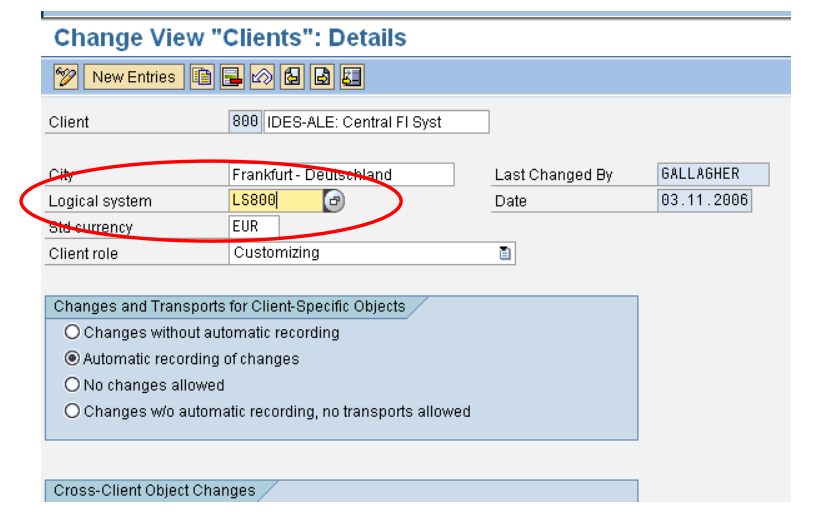 Change View "Clients": Details
New Entries
Client 800 IDES-ALE: Central FI Syst
City Frankfurt - Deutschland Last Changed By GALLAGHER
Logical system LS800 Date 03.11.2006
Std currency EUR
Client role Customizing
Changes and Transports for Client-Specific Objects
Changes without automatic recording
Automatic recording of changes
No changes allowed
Changes w/o automatic recording, no transports allowed
Cross-Client Object Changes